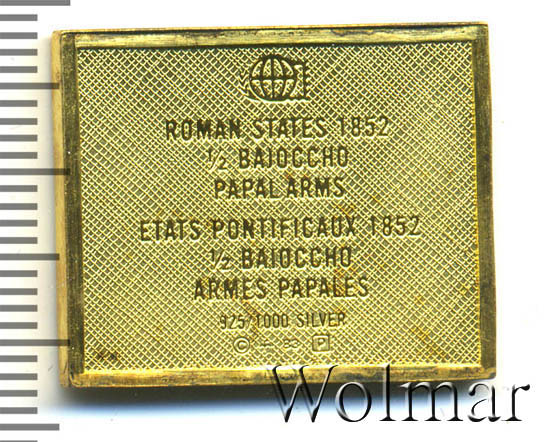 ROMAN STATES 1852
½ BAIOCCHO
PAPAL ARMS
ETATS PONTIFICAUX 1852
½ BAIOCCHO
ARMES PAPALES
925/1000 SILVER
© P
Wolmar